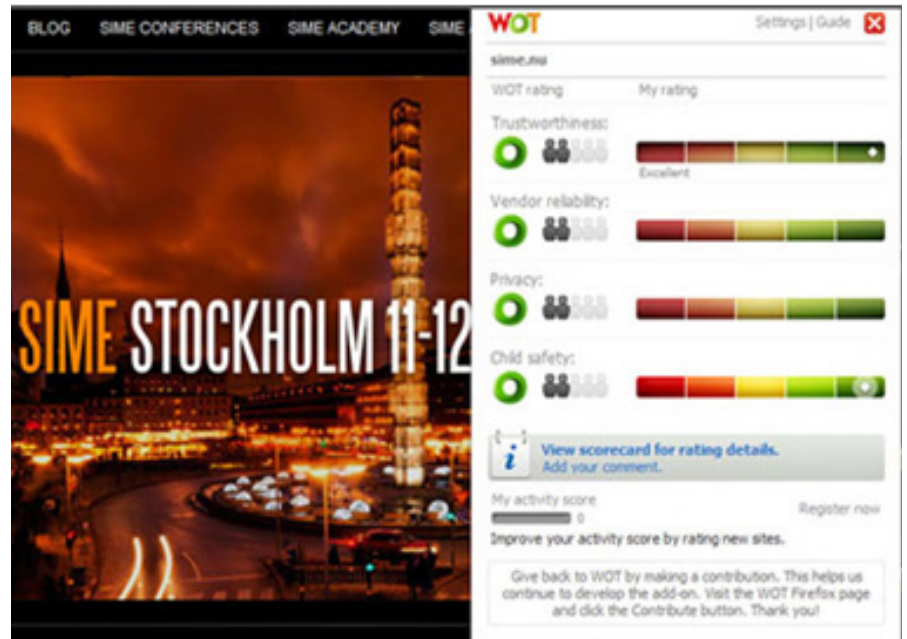 BLOG SIME CONFERENCES SIME ACADEMY SIME
SIME STOCKHOLM 11-12
WOT Settings | Guide
sime.nu
WOT rating My rating
Trustworthiness:
Excellent
Vendor reliability:
Privacy:
Child safety:
i
View scorecard for rating details.
Add your comment.
My activity score
0 Register now
Improve your activity score by rating new sites.
Give back to WOT by making a contribution. This helps us
continue to develop the add-on. Visit the WOT Firefox page
and click the Contribute button. Thank you!